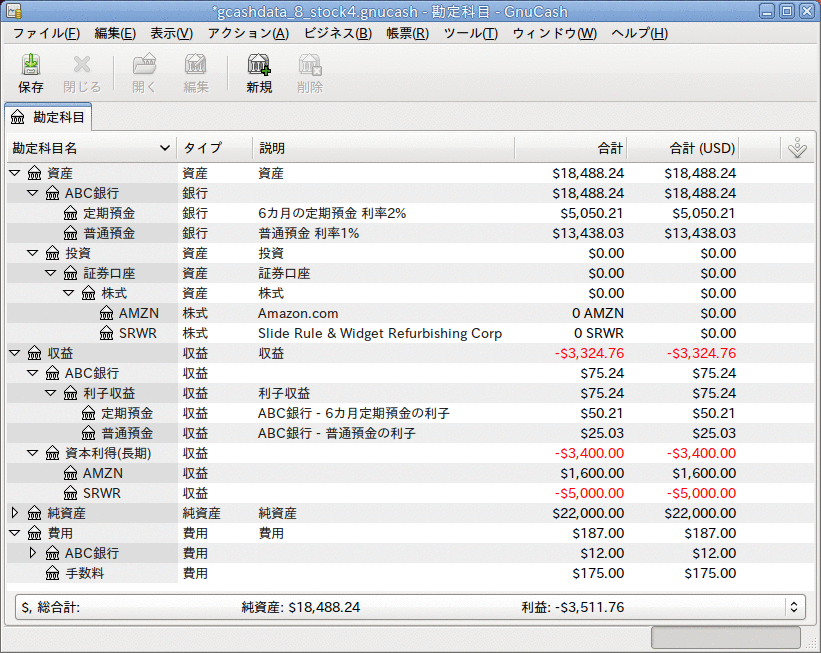 *gcashdata_8_stock4.gnucash - 勘定科目 - GnuCash
ファイル(F) 編集(E) 表示(V) アクション(A) ビジネス(B) 帳票(R) ツール(T) ウィンドウ(W) ヘルプ(H)
保存 閉じる 開く 編集 新規 削除
勘定科目
勘定科目名 タイプ 説明 合計 合計 (USD)
資産 資産 資産 $18,488.24 $18,488.24
ABC銀行 銀行 $18,488.24 $18,488.24
定期預金 銀行 6カ月の定期預金 利率2% $5,050.21 $5,050.21
普通預金 銀行 普通預金 利率1% $13,438.03 $13,438.03
投資 資産 投資 $0.00 $0.00
証券口座 資産 証券口座 $0.00 $0.00
株式 資産 株式 $0.00 $0.00
AMZN 株式 Amazon.com 0 AMZN $0.00
SRWR 株式 Slide Rule & Widget Refurbishing Corp 0 SRWR $0.00
収益 収益 収益 -$3,324.76 -$3,324.76
ABC銀行 収益 $75.24 $75.24
利子収益 収益 利子収益 $75.24 $75.24
定期預金 収益 ABC銀行 - 6カ月定期預金の利子 $50.21 $50.21
普通預金 収益 ABC銀行 - 普通預金の利子 $25.03 $25.03
資本利得(長期) 収益 -$3,400.00 -$3,400.00
AMZN 収益 $1,600.00 $1,600.00
SRWR 収益 -$5,000.00 -$5,000.00
純資産 純資産 純資産 $22,000.00 $22,000.00
費用 費用 費用 $187.00 $187.00
ABC銀行 費用 $12.00 $12.00
手数料 費用 $175.00 $175.00
$, 総合計: 純資産: $18,488.24 利益: -$3,511.76